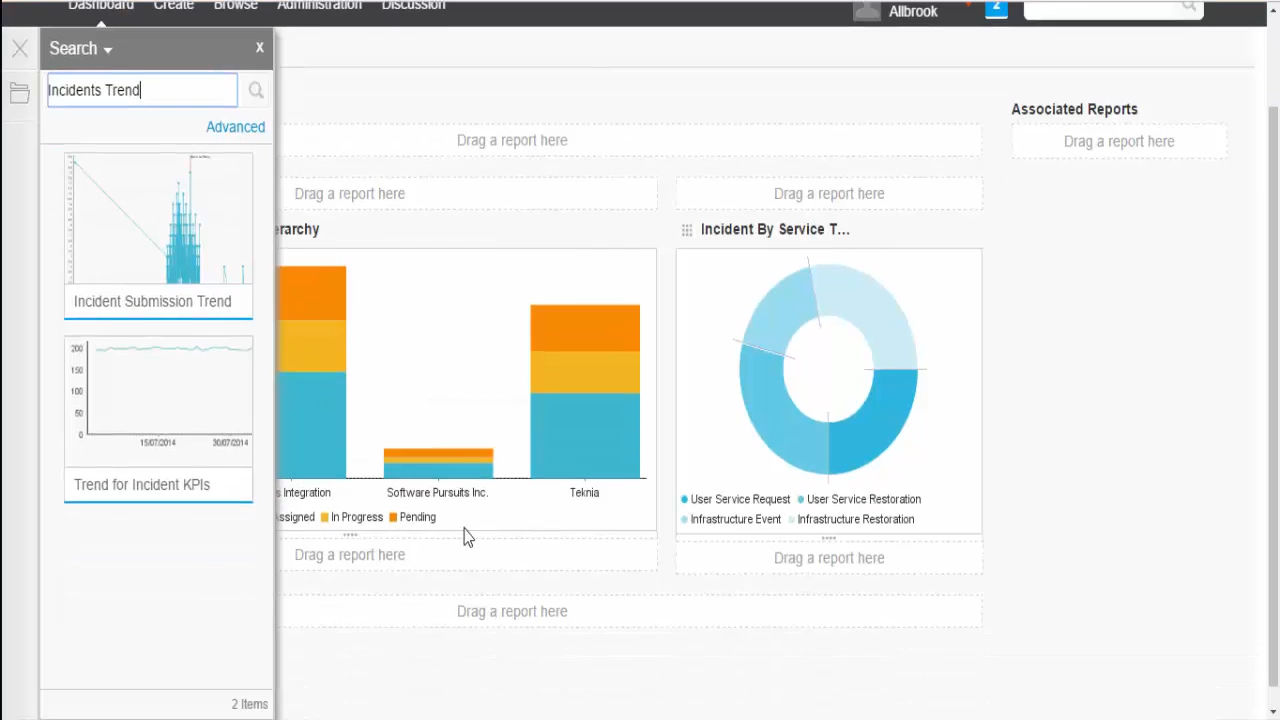 Dashboard Create Browse Administration Discussion
Allbrook
2
Search
x
Incidents Trend
Advanced
Incident Submission Trend
200
150
100
50
0
15/07/2014 30/07/2014
Trend for Incident KPIs
2 Items
Drag a report here
Drag a report here
Drag a report here
erarchy
s Integration Software Pursuits Inc. Teknia
ssigned In Progress Pending
Drag a report here
Incident By Service T...
User Service Request User Service Restoration
Infrastructure Event Infrastructure Restoration
Drag a report here
Drag a report here
Associated Reports
Drag a report here